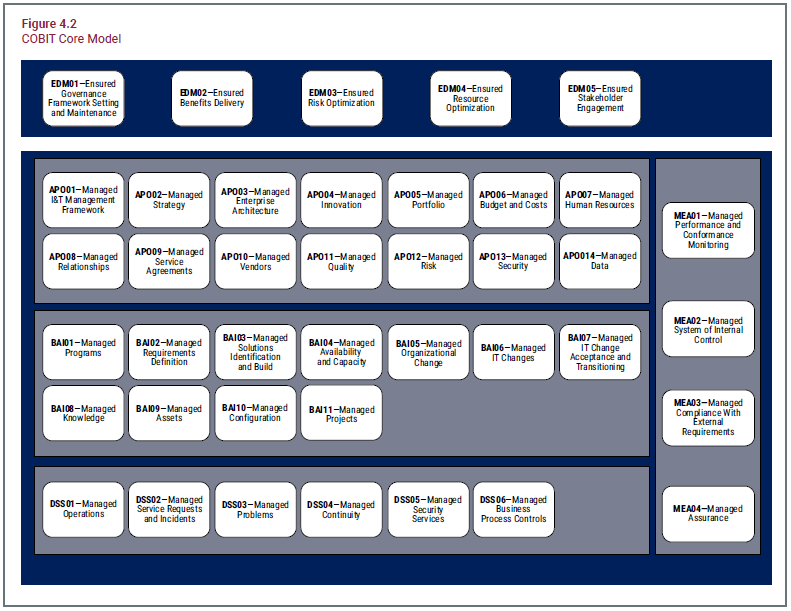 Figure 4.2
COBIT Core Model
EDM01—Ensured
Governance
Framework Setting
and Maintenance
EDM02—Ensured
Benefits Delivery
EDM03—Ensured
Risk Optimization
EDM04—Ensured
Resource
Optimization
EDM05—Ensured
Stakeholder
Engagement
APO01—Managed
I&T Management
Framework
APO02—Managed
Strategy
APO03—Managed
Enterprise
Architecture
APO04—Managed
Innovation
APO05—Managed
Portfolio
APO06—Managed
Budget and Costs
APO07—Managed
Human Resources
APO08—Managed
Relationships
APO09—Managed
Service
Agreements
APO10—Managed
Vendors
APO11—Managed
Quality
APO12—Managed
Risk
APO13—Managed
Security
APO014—Managed
Data
BAI01—Managed
Programs
BAI02—Managed
Requirements
Definition
BAI03—Managed
Solutions
Identification
and Build
BAI04—Managed
Availability
and Capacity
BAI05—Managed
Organizational
Change
BAI06—Managed
IT Changes
BAI07—Managed
IT Change
Acceptance and
Transitioning
BAI08—Managed
Knowledge
BAI09—Managed
Assets
BAI10—Managed
Configuration
BAI11—Managed
Projects
DSS01—Managed
Operations
DSS02—Managed
Service Requests
and Incidents
DSS03—Managed
Problems
DSS04—Managed
Continuity
DSS05—Managed
Security
Services
DSS06—Managed
Business
Process Controls
MEA01—Managed
Performance and
Conformance
Monitoring
MEA02—Managed
System of Internal
Control
MEA03—Managed
Compliance With
External
Requirements
MEA04—Managed
Assurance